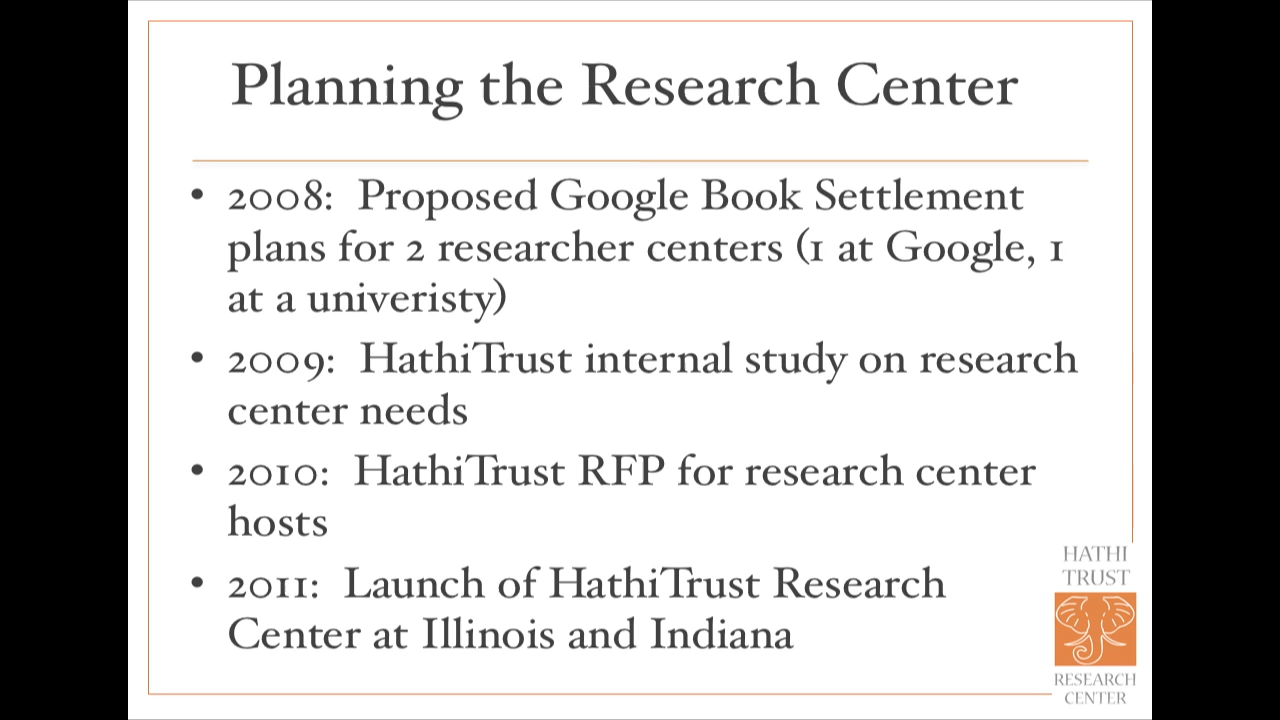 Planning the Research Center
• 2008: Proposed Google Book Settlement
plans for 2 researcher centers (1 at Google, 1
at a univeristy)
• 2009: HathiTrust internal study on research
center needs
• 2010: HathiTrust RFP for research center
hosts
• 2011: Launch of HathiTrust Research
Center at Illinois and Indiana
HATHI
TRUST
RESEARCH
CENTER